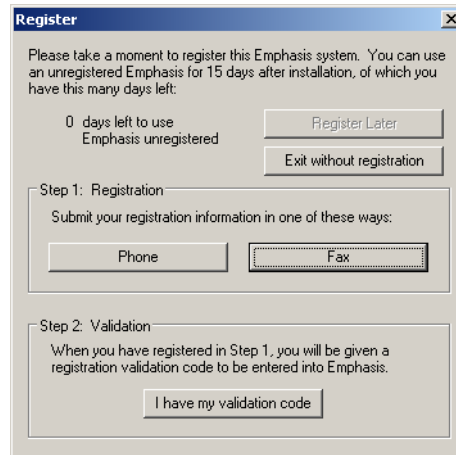 Register
Please take a moment to register this Emphasis system. You can use
an unregistered Emphasis for 15 days after installation, of which you
have this many days left:
0 days left to use
Emphasis unregistered
Register Later
Exit without registration
Step 1: Registration
Submit your registration information in one of these ways:
Phone
Fax
Step 2: Validation
When you have registered in Step 1, you will be given a
registration validation code to be entered into Emphasis.
I have my validation code